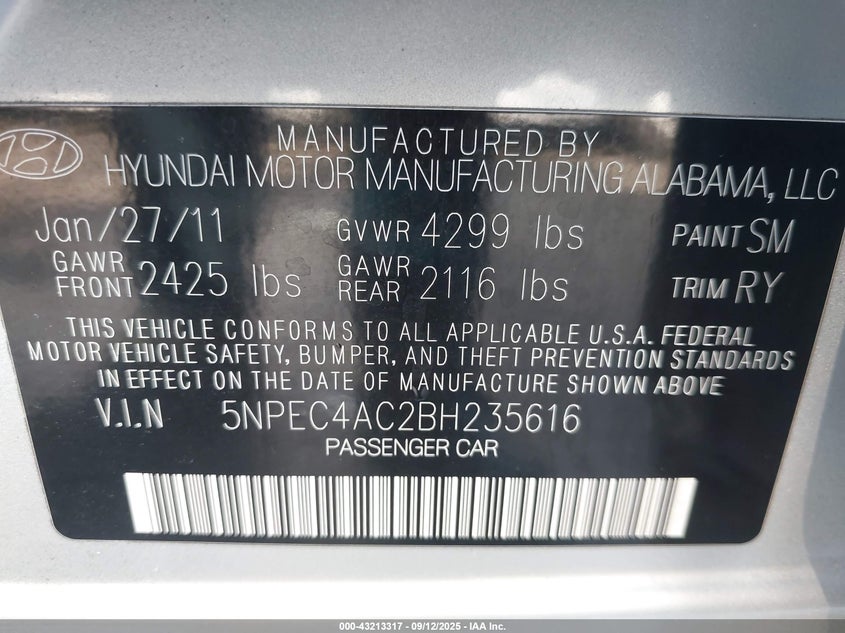 MANUFACTURED BY
HYUNDAI MOTOR MANUFACTURING ALABAMA, LLC
Jan/27/11 GVWR 4299 lbs PAINT SM
GAWR FRONT 2425 lbs GAWR REAR 2116 lbs TRIM RY
THIS VEHICLE CONFORMS TO ALL APPLICABLE U.S.A. FEDERAL
MOTOR VEHICLE SAFETY, BUMPER, AND THEFT PREVENTION STANDARDS
IN EFFECT ON THE DATE OF MANUFACTURE SHOWN ABOVE
V.I.N 5NPEC4AC2BH235616
PASSENGER CAR
000-43213317 - 09/12/2025 - IAA Inc.